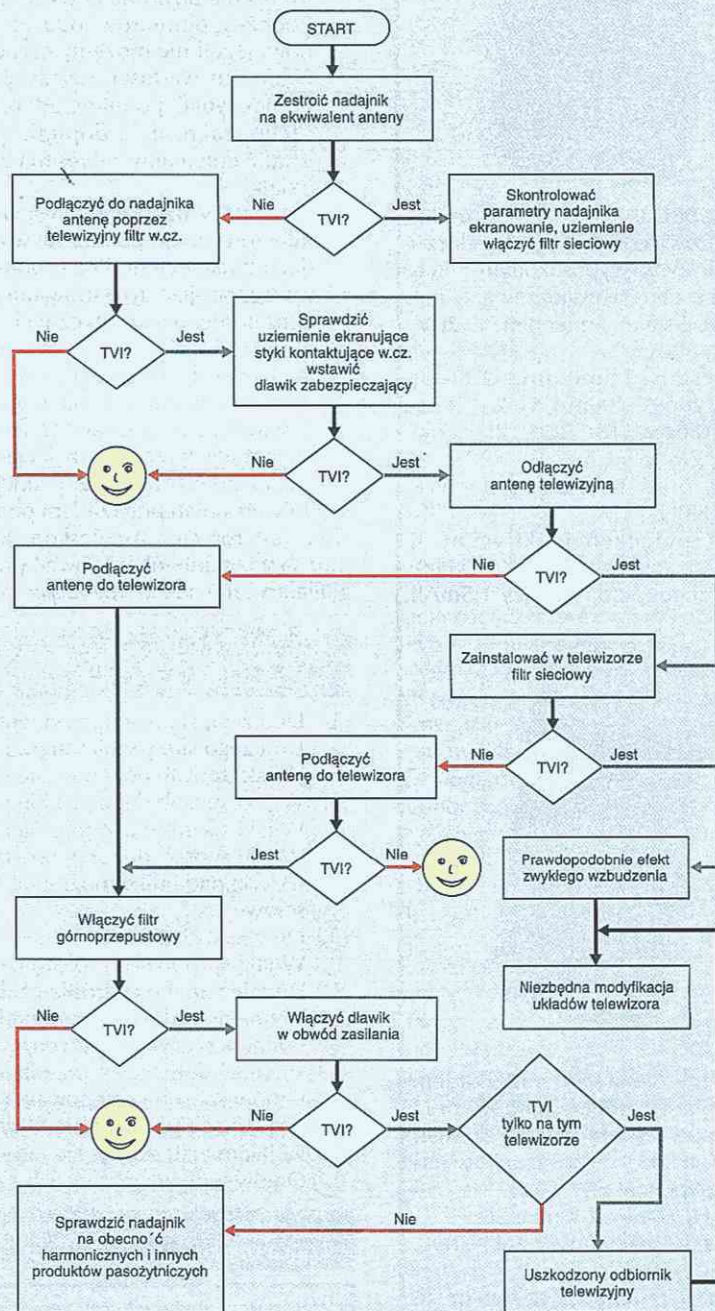 START
Zestroić nadajnik
na ekwiwalent anteny
Podłączyć do nadajnika
antenę poprzez
telewizyjny filtr w.cz.
Nie
TVI?
Jest
Skontrolować
parametry nadajnika
ekranowanie, uziemienie
włączyć filtr sieciowy
Nie
TVI?
Jest
Sprawdzić
uziemienie ekranujące
styki kontaktujące w.cz.
wstawić
dławik zabezpieczający
Nie
TVI?
Jest
Odłączyć
antenę telewizyjną
Podłączyć
antenę do telewizora
Nie
TVI?
Jest
Zainstalować w telewizorze
filtr sieciowy
Podłączyć
antenę do telewizora
Nie
TVI?
Jest
Jest
TVI?
Nie
Prawdopodobnie efekt
zwykłego wzbudzenia
Włączyć filtr
górnoprzepustowy
Niezbędna modyfikacja
układów telewizora
Nie
TVI?
Jest
Włączyć dławik
w obwód zasilania
Nie
TVI?
Jest
TVI
tylko na tym
telewizorze
Jest
Nie
Sprawdzić nadajnik
na obecno´ć
harmonicznych i innych
produktów pasożytniczych
Uszkodzony odbiornik
telewizyjny